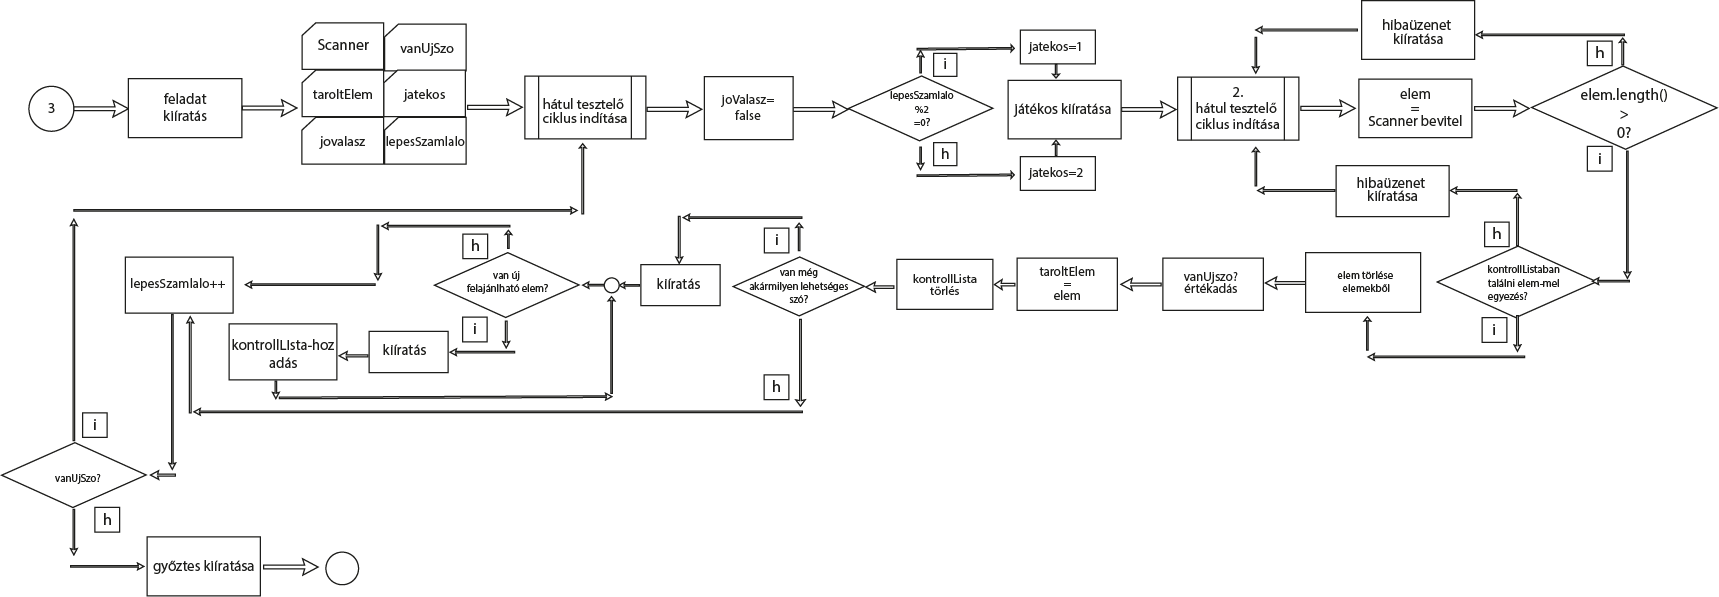 3
feladat
kiíratás
Scanner
vanUjSzo
taroltElem
jatekos
jovalasz
lepesSzamlalo
hátul tesztelő
ciklus indítása
joValasz=
false
lepesSzamlalo
%2
=0?
i
h
jatekos=1
játékos kiíratása
jatekos=2
2.
hátul tesztelő
ciklus indítása
hibaüzenet
kiíratása
elem
=
Scanner bevitel
elem.length()
>
0?
h
i
hibaüzenet
kiíratása
h
kontrollListaban
találni elem-mel
egyezés?
i
elem törlése
elemekből
vanUjszo?
értékadás
taroltElem
=
elem
kontrollLista
törlés
van még
akármilyen lehetséges
szó?
i
h
kiíratás
van új
felajánlható elem?
h
i
kiíratás
kontrollLista-hoz
adás
lepesSzamlalo++
i
vanUjSzo?
h
győztes kiíratása